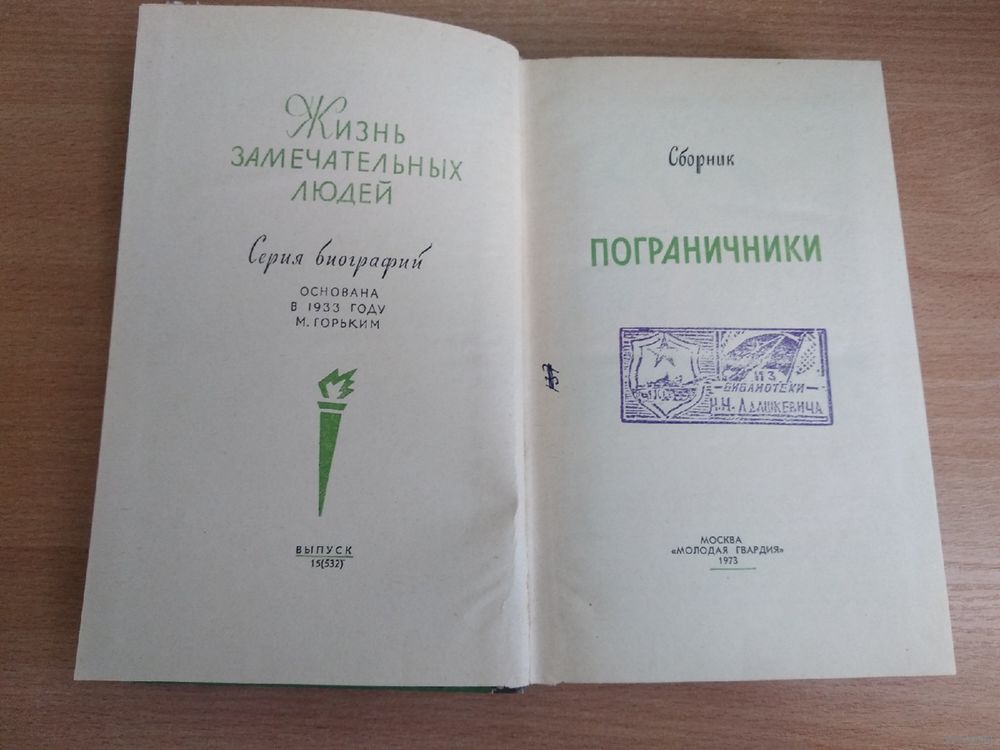 Жизнь
ЗАМЕЧАТЕЛЬНЫХ
ЛЮДЕЙ
Серия биографий
ОСНОВАНА
В 1933 ГОДУ
М. ГОРЬКИМ
ВЫПУСК
15(532)
Сборник
ПОГРАНИЧНИКИ
ИЗ
БИБЛИОТЕКИ
МОСКВА
«МОЛОДАЯ ГВАРДИЯ»
1973